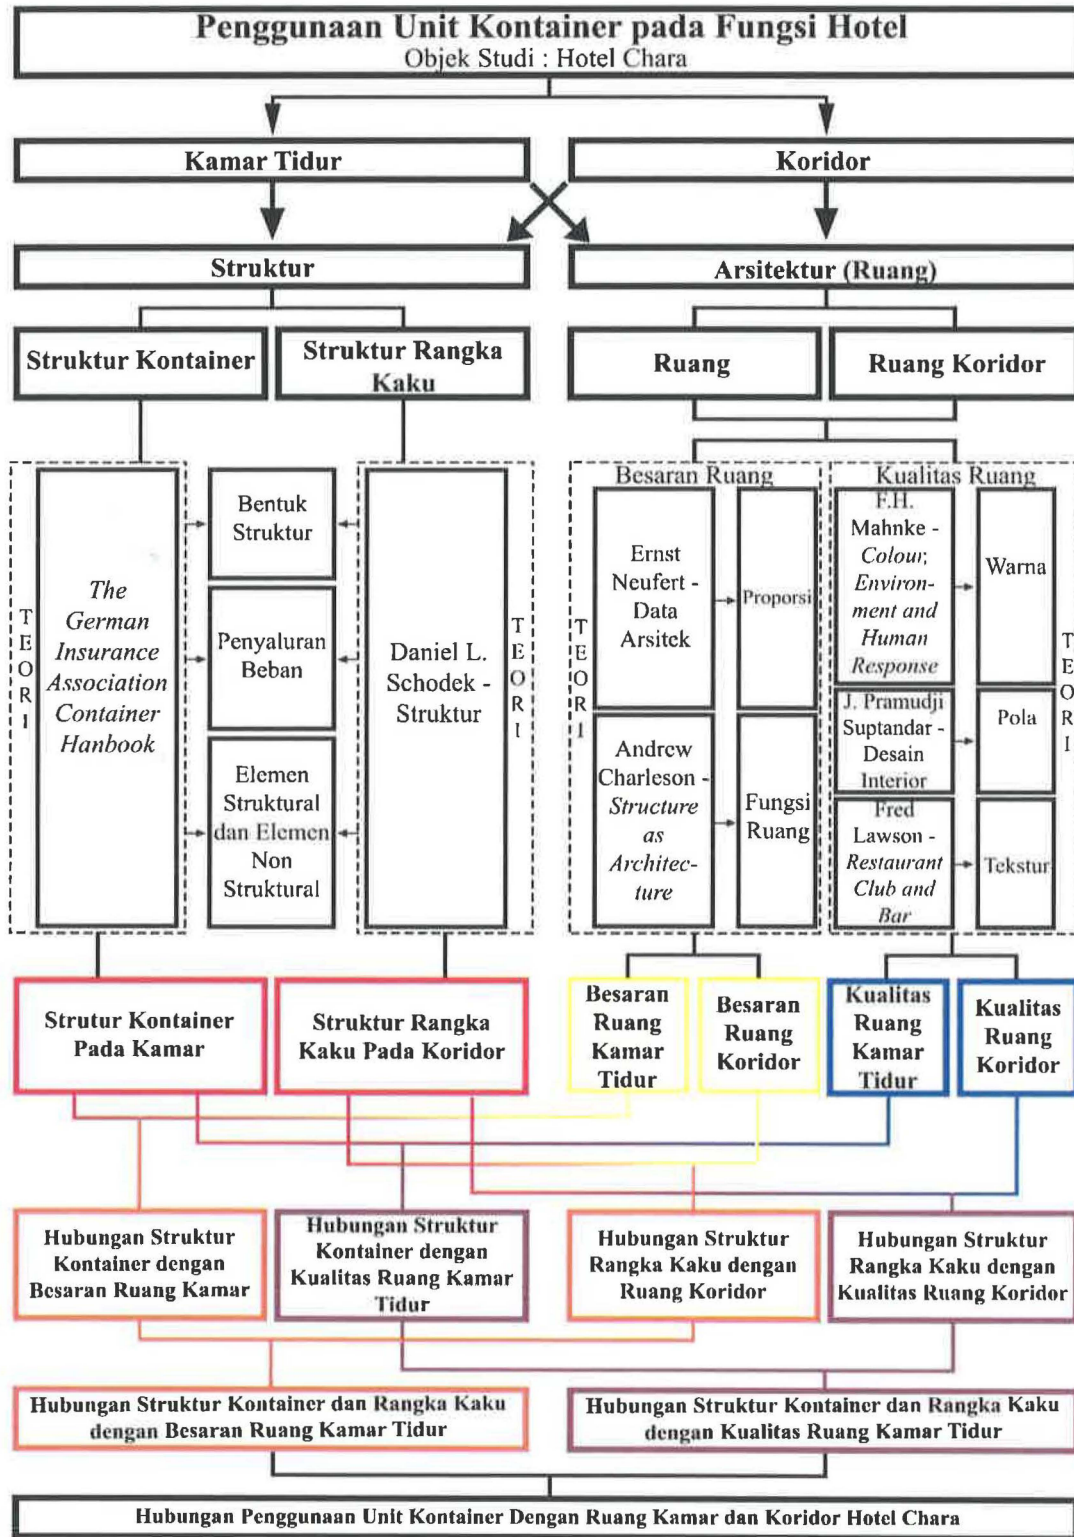 Penggunaan Unit Kontainer pada Fungsi Hotel
Objek Studi : Hotel Chara
Kamar Tidur
Koridor
Struktur
Arsitektur (Ruang)
Struktur Kontainer
Struktur Rangka
Kaku
Ruang
Ruang Koridor
T
E
O
R
I
The
German
Insurance
Association
Container
Hanbook
Bentuk
Struktur
Penyaluran
Beban
Elemen
Struktural
dan Elemen
Non
Struktural
Daniel L.
Schodek -
Struktur
T
E
O
R
I
Besaran Ruang
T
E
O
R
I
Ernst
Neufert -
Data
Arsitek
Proporsi
Andrew
Charleson -
Structure
as
Architec-
ture
Fungsi
Ruang
Kualitas Ruang
F.H.
Mahnke -
Colour,
Environ-
ment and
Human
Response
Warna
J. Pramudji
Suptandar -
Desain
Interior
Pola
Fred
Lawson -
Restaurant
Club and
Bar
Tekstur
T
E
O
R
I
Strutur Kontainer
Pada Kamar
Struktur Rangka
Kaku Pada Koridor
Besaran
Ruang
Kamar
Tidur
Besaran
Ruang
Koridor
Kualitas
Ruang
Kamar
Tidur
Kualitas
Ruang
Koridor
Hubungan Struktur
Kontainer dengan
Besaran Ruang Kamar
Hubungan Struktur
Kontainer dengan
Kualitas Ruang Kamar
Tidur
Hubungan Struktur
Rangka Kaku dengan
Ruang Koridor
Hubungan Struktur
Rangka Kaku dengan
Kualitas Ruang Koridor
Hubungan Struktur Kontainer dan Rangka Kaku
dengan Besaran Ruang Kamar Tidur
Hubungan Struktur Kontainer dan Rangka Kaku
dengan Kualitas Ruang Kamar Tidur
Hubungan Penggunaan Unit Kontainer Dengan Ruang Kamar dan Koridor Hotel Chara